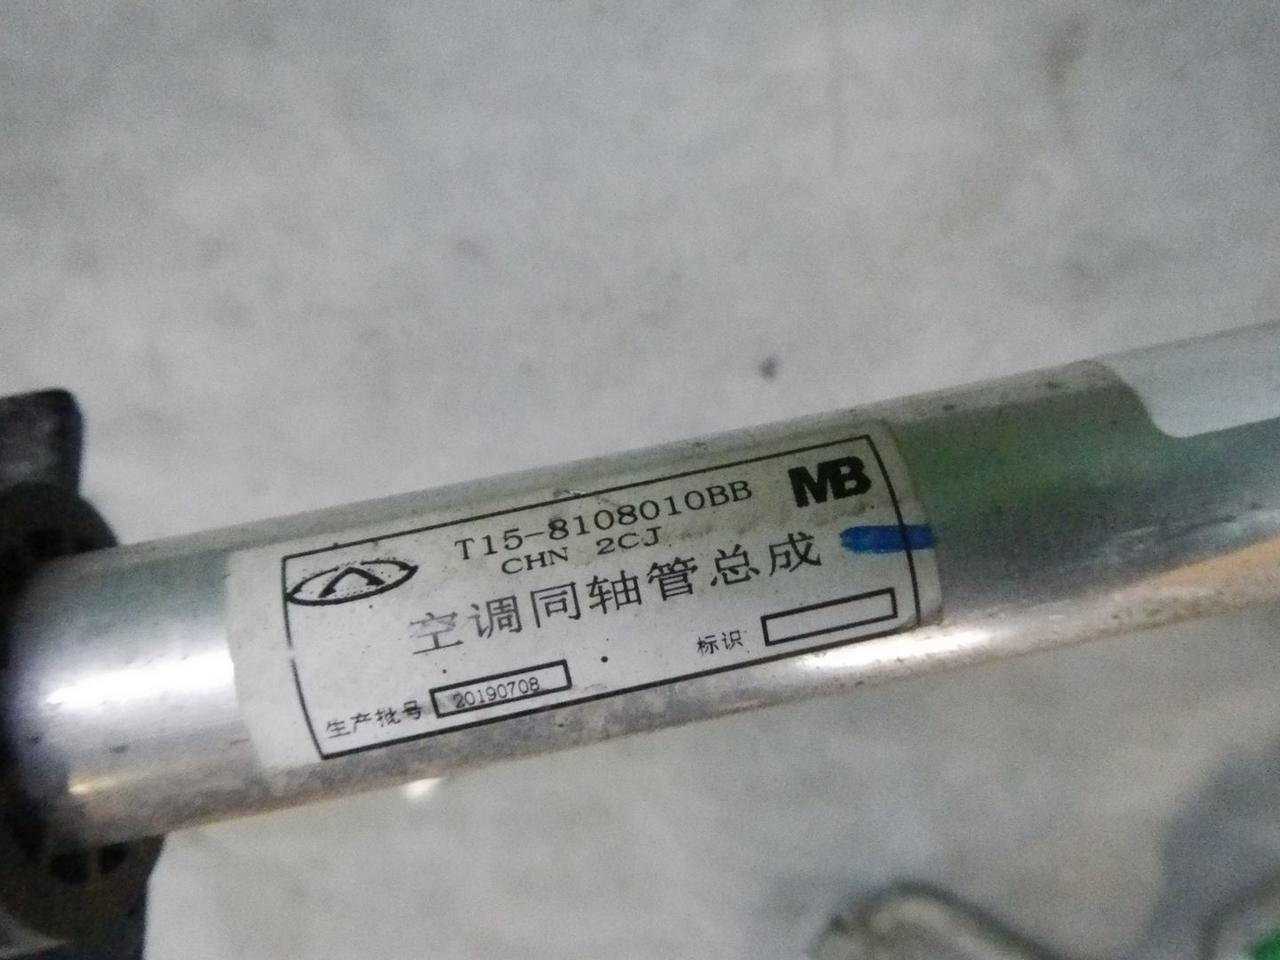 T15-8108010BB
MB
CHN 2CJ
空调同轴管总成
标识
生产批号 20190708